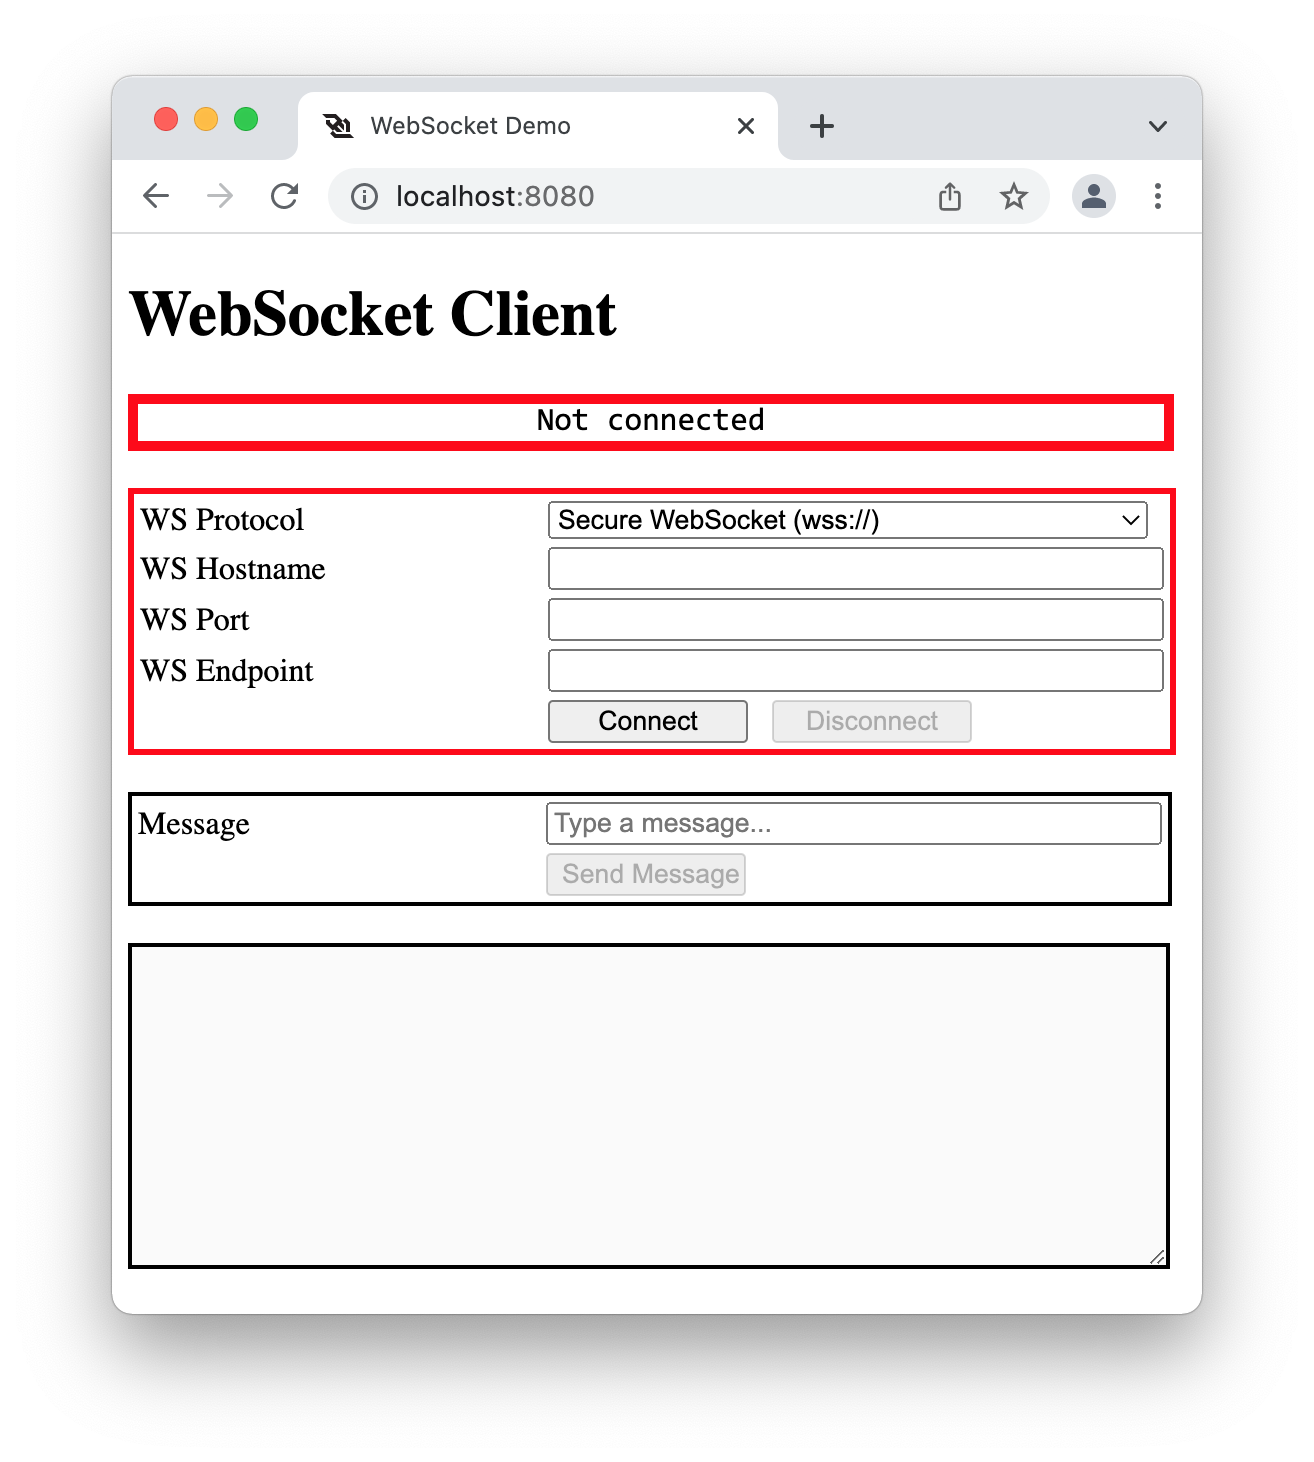 WebSocket Demo
localhost:8080
WebSocket Client
Not connected
WS Protocol Secure WebSocket (wss://)
WS Hostname
WS Port
WS Endpoint
Connect Disconnect
Message Type a message...
Send Message